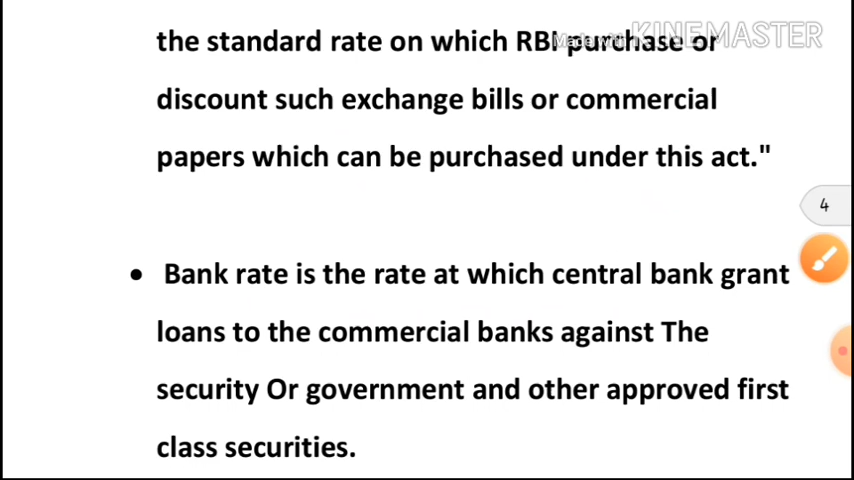 Made with KINEMASTER
the standard rate on which RBI purchase or
discount such exchange bills or commercial
papers which can be purchased under this act."
4
• Bank rate is the rate at which central bank grant
loans to the commercial banks against The
security Or government and other approved first
class securities.